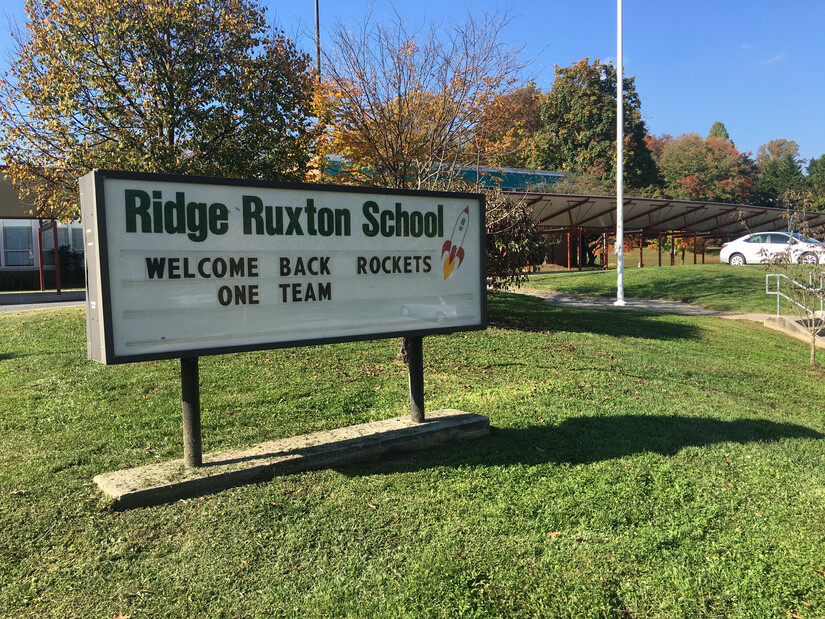 Ridge Ruxton School
WELCOME BACK ROCKETS
ONE TEAM